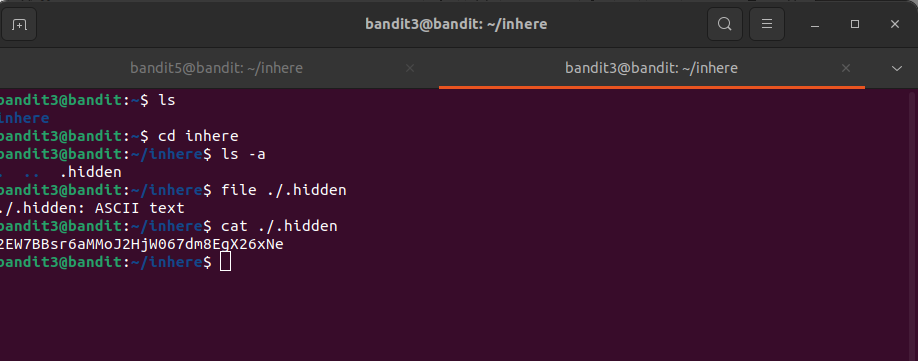 bandit3@bandit: ~/inhere
bandit5@bandit: ~/inhere
bandit3@bandit: ~/inhere
bandit3@bandit:~$ ls
inhere
bandit3@bandit:~$ cd inhere
bandit3@bandit:~/inhere$ ls -a
.  ..  .hidden
bandit3@bandit:~/inhere$ file ./.hidden
./.hidden: ASCII text
bandit3@bandit:~/inhere$ cat ./.hidden
2EW7BBsr6aMMoJ2HjW067dm8EgX26xNe
bandit3@bandit:~/inhere$